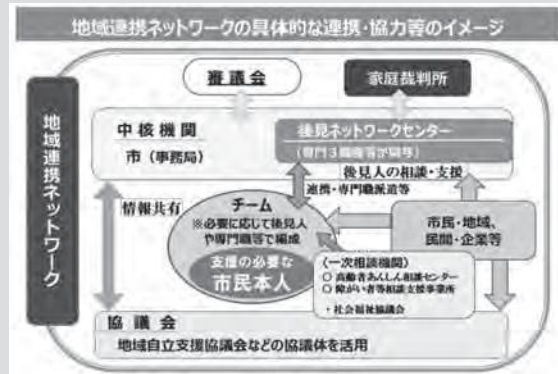 地域連携ネットワークの具体的な連携・協力等のイメージ
審議会
家庭裁判所
地域連携ネットワーク
中核機関
市（事務局）
後見ネットワークセンター
（専門３職種等が関与）
後見人の相談・支援
連携・専門職派遣等
情報共有
チーム
※必要に応じて後見人
や専門職等で編成
支援の必要な
市民本人
市民・地域、
民間・企業等
（一次相談機関）
○ 高齢者あんしん相談センター
○ 障がい者等相談支援事業所
・社会福祉協議会
協議会
地域自立支援協議会などの協議体を活用